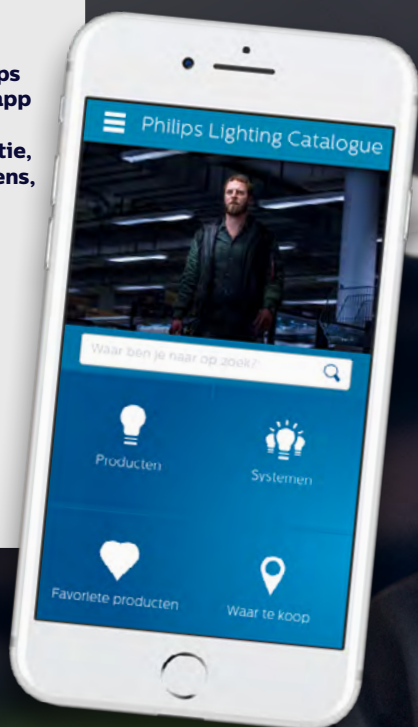 ps
app
tie,
ens,
Philips Lighting Catalogue
Waar ben je naar op zoek?
Producten
Systemen
Favoriete producten
Waar te koop